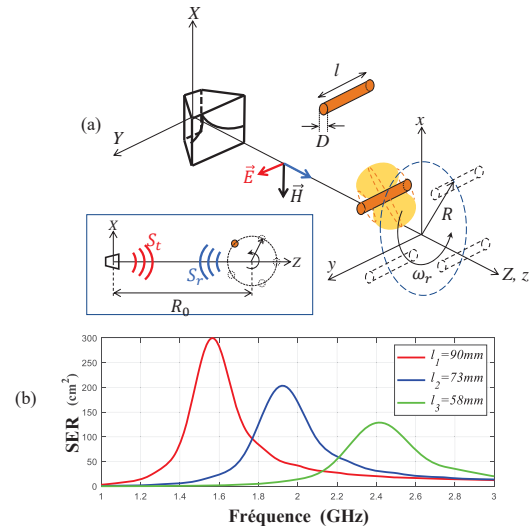 X
l
(a)
Y
D
x
E⃗
H⃗
R
y
ω_r
Z, z
X
S_t
S_r
Z
R_0
(b)
SER (cm²)
300
200
150
100
50
0
l_1=90mm
l_2=73mm
l_3=58mm
1 1.2 1.4 1.6 1.8 2 2.2 2.4 2.6 2.8 3
Fréquence (GHz)